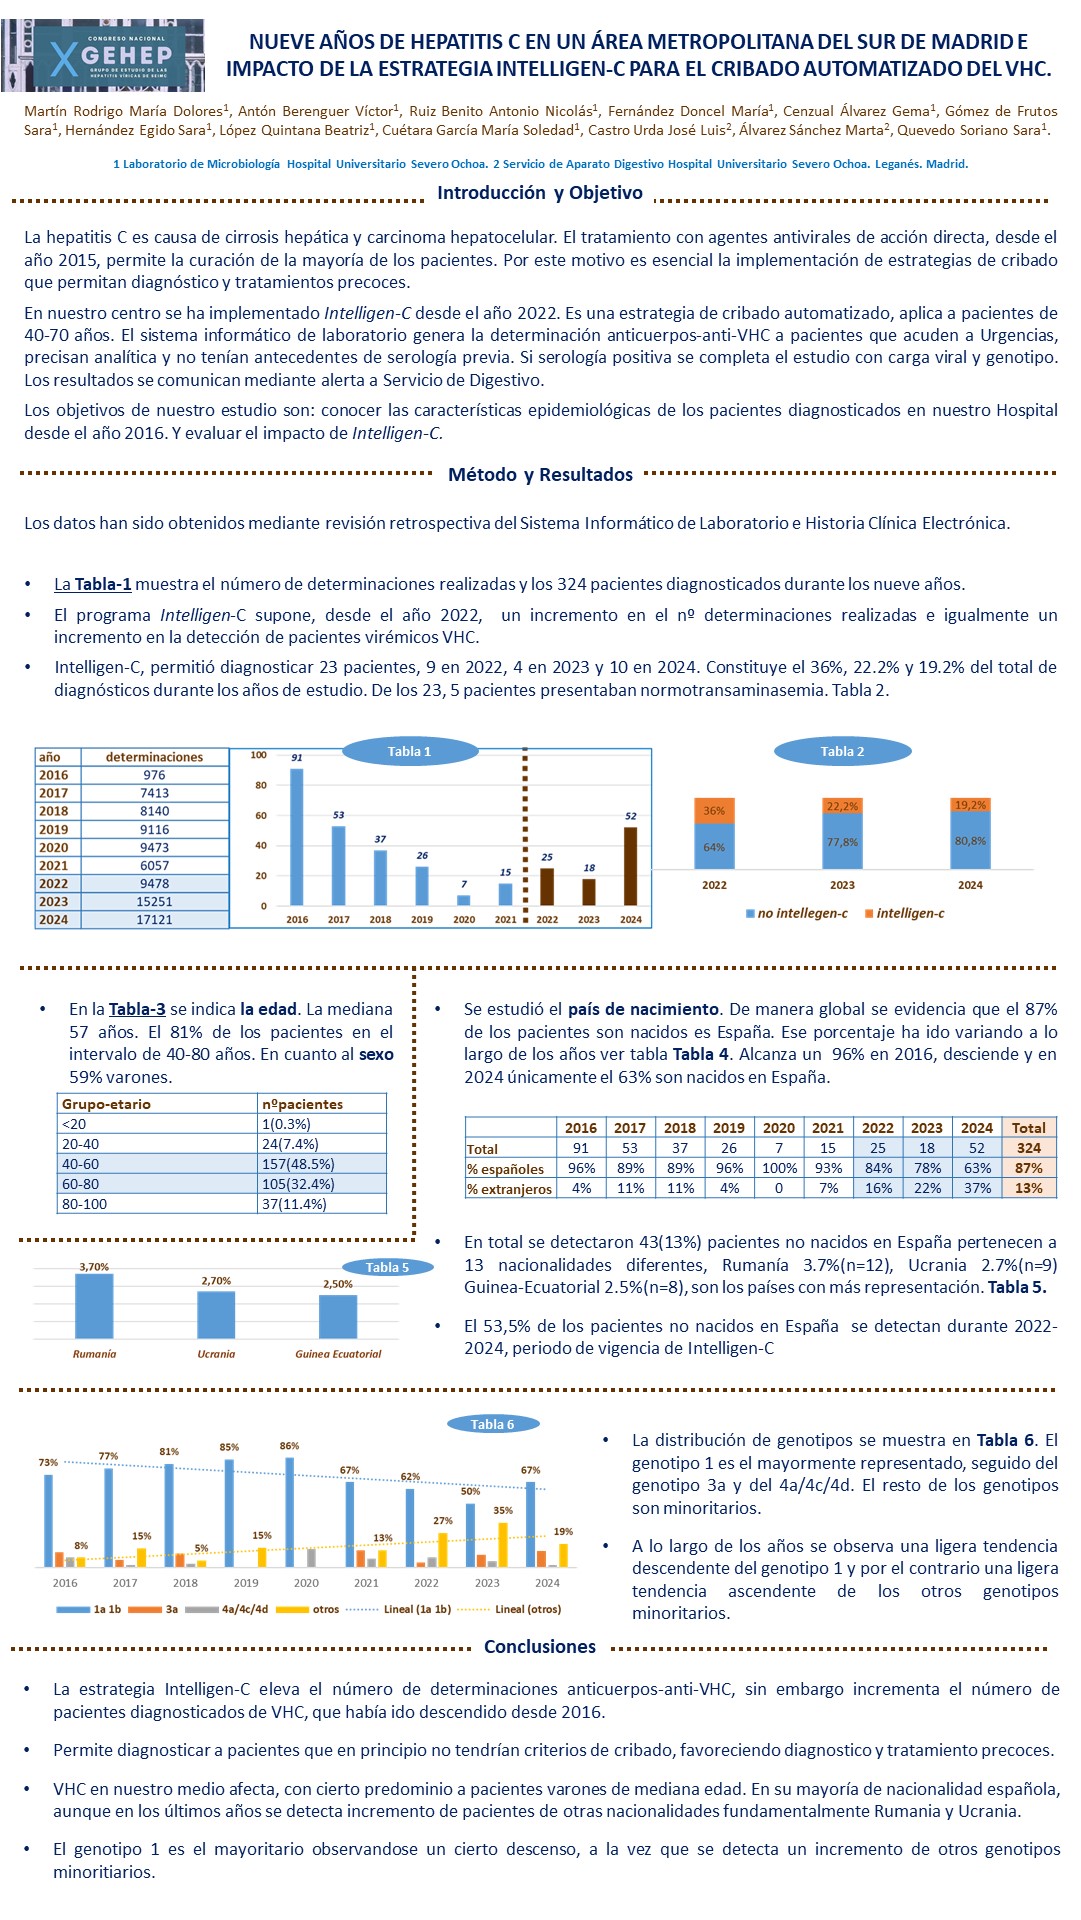 CONGRESO NACIONAL
X GEHEP
GRUPO DE ESTUDIO DE LAS
HEPATITIS VÍRICAS DE SEIMC
NUEVE AÑOS DE HEPATITIS C EN UN ÁREA METROPOLITANA DEL SUR DE MADRID E
IMPACTO DE LA ESTRATEGIA INTELLIGEN-C PARA EL CRIBADO AUTOMATIZADO DEL VHC.
Martín Rodrigo María Dolores¹, Antón Berenguer Víctor¹, Ruiz Benito Antonio Nicolás¹, Fernández Doncel María¹, Cenzual Álvarez Gema¹, Gómez de Frutos
Sara¹, Hernández Egido Sara¹, López Quintana Beatriz¹, Cuétara García María Soledad¹, Castro Urda José Luis², Álvarez Sánchez Marta², Quevedo Soriano Sara¹.
1 Laboratorio de Microbiología Hospital Universitario Severo Ochoa. 2 Servicio de Aparato Digestivo Hospital Universitario Severo Ochoa. Leganés. Madrid.
Introducción y Objetivo
La hepatitis C es causa de cirrosis hepática y carcinoma hepatocelular. El tratamiento con agentes antivirales de acción directa, desde el
año 2015, permite la curación de la mayoría de los pacientes. Por este motivo es esencial la implementación de estrategias de cribado
que permitan diagnóstico y tratamientos precoces.
En nuestro centro se ha implementado Intelligen-C desde el año 2022. Es una estrategia de cribado automatizado, aplica a pacientes de
40-70 años. El sistema informático de laboratorio genera la determinación anticuerpos-anti-VHC a pacientes que acuden a Urgencias,
precisan analítica y no tenían antecedentes de serología previa. Si serología positiva se completa el estudio con carga viral y genotipo.
Los resultados se comunican mediante alerta a Servicio de Digestivo.
Los objetivos de nuestro estudio son: conocer las características epidemiológicas de los pacientes diagnosticados en nuestro Hospital
desde el año 2016. Y evaluar el impacto de Intelligen-C.
Método y Resultados
Los datos han sido obtenidos mediante revisión retrospectiva del Sistema Informático de Laboratorio e Historia Clínica Electrónica.
• La Tabla-1 muestra el número de determinaciones realizadas y los 324 pacientes diagnosticados durante los nueve años.
• El programa Intelligen-C supone, desde el año 2022, un incremento en el nº determinaciones realizadas e igualmente un
incremento en la detección de pacientes virémicos VHC.
• Intelligen-C, permitió diagnosticar 23 pacientes, 9 en 2022, 4 en 2023 y 10 en 2024. Constituye el 36%, 22.2% y 19.2% del total de
diagnósticos durante los años de estudio. De los 23, 5 pacientes presentaban normotransaminasemia. Tabla 2.
año determinaciones
2016 976
2017 7413
2018 8140
2019 9116
2020 9473
2021 6057
2022 9478
2023 15251
2024 17121
Tabla 1
100
80
60
40
20
0
91 53 37 26 7 15 25 18 52
2016 2017 2018 2019 2020 2021 2022 2023 2024
Tabla 2
36% 22,2% 19,2%
64% 77,8% 80,8%
2022 2023 2024
no intellegen-c intelligen-c
• En la Tabla-3 se indica la edad. La mediana
57 años. El 81% de los pacientes en el
intervalo de 40-80 años. En cuanto al sexo
59% varones.
Grupo-etario nºpacientes
<20 1(0.3%)
20-40 24(7.4%)
40-60 157(48.5%)
60-80 105(32.4%)
80-100 37(11.4%)
• Se estudió el país de nacimiento. De manera global se evidencia que el 87%
de los pacientes son nacidos es España. Ese porcentaje ha ido variando a lo
largo de los años ver tabla Tabla 4. Alcanza un 96% en 2016, desciende y en
2024 únicamente el 63% son nacidos en España.
2016 2017 2018 2019 2020 2021 2022 2023 2024 Total
Total 91 53 37 26 7 15 25 18 52 324
% españoles 96% 89% 89% 96% 100% 93% 84% 78% 63% 87%
% extranjeros 4% 11% 11% 4% 0 7% 16% 22% 37% 13%
Tabla 5
3,70% 2,70% 2,50%
Rumanía Ucrania Guinea Ecuatorial
• En total se detectaron 43(13%) pacientes no nacidos en España pertenecen a
13 nacionalidades diferentes, Rumanía 3.7%(n=12), Ucrania 2.7%(n=9)
Guinea-Ecuatorial 2.5%(n=8), son los países con más representación. Tabla 5.
• El 53,5% de los pacientes no nacidos en España se detectan durante 2022-
2024, periodo de vigencia de Intelligen-C
Tabla 6
73% 77% 81% 85% 86% 67% 62% 50% 67%
8% 15% 5% 15% 13% 27% 35% 19%
2016 2017 2018 2019 2020 2021 2022 2023 2024
1a 1b 3a 4a/4c/4d otros Lineal (1a 1b) Lineal (otros)
• La distribución de genotipos se muestra en Tabla 6. El
genotipo 1 es el mayormente representado, seguido del
genotipo 3a y del 4a/4c/4d. El resto de los genotipos
son minoritarios.
• A lo largo de los años se observa una ligera tendencia
descendente del genotipo 1 y por el contrario una ligera
tendencia ascendente de los otros genotipos
minoritarios.
Conclusiones
• La estrategia Intelligen-C eleva el número de determinaciones anticuerpos-anti-VHC, sin embargo incrementa el número de
pacientes diagnosticados de VHC, que había ido descendido desde 2016.
• Permite diagnosticar a pacientes que en principio no tendrían criterios de cribado, favoreciendo diagnostico y tratamiento precoces.
• VHC en nuestro medio afecta, con cierto predominio a pacientes varones de mediana edad. En su mayoría de nacionalidad española,
aunque en los últimos años se detecta incremento de pacientes de otras nacionalidades fundamentalmente Rumania y Ucrania.
• El genotipo 1 es el mayoritario observandose un cierto descenso, a la vez que se detecta un incremento de otros genotipos
minoritiarios.